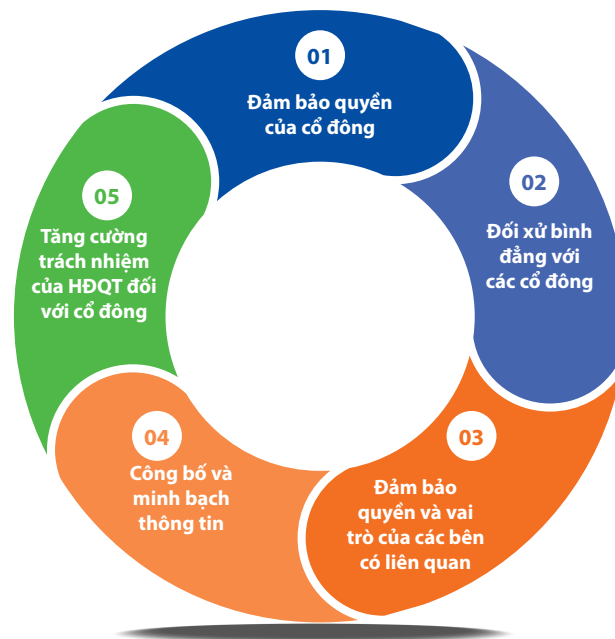 01
Đảm bảo quyền
của cổ đông
02
Đối xử bình
đẳng với
các cổ đông
03
Đảm bảo
quyền và vai
trò của các bên
có liên quan
04
Công bố và
minh bạch
thông tin
05
Tăng cường
trách nhiệm
của HĐQT đối
với cổ đông